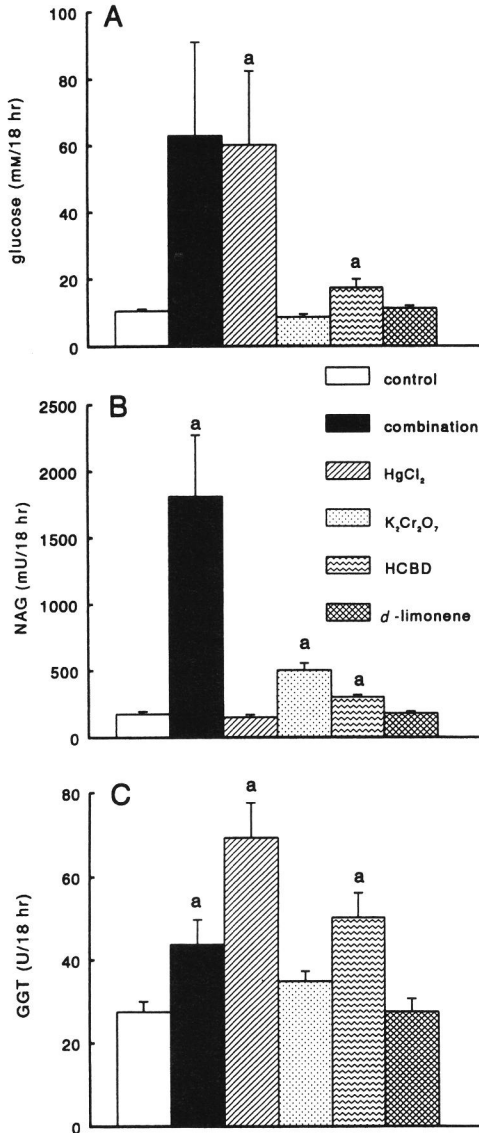 A
glucose (mM/18 hr)
100
80
60
40
20
0
a
a
control
combination
HgCl₂
K₂Cr₂O₇
HCBD
d-limonene
B
NAG (mU/18 hr)
2500
2000
1500
1000
500
0
a
a
a
C
GGT (U/18 hr)
80
60
40
20
0
a
a
a